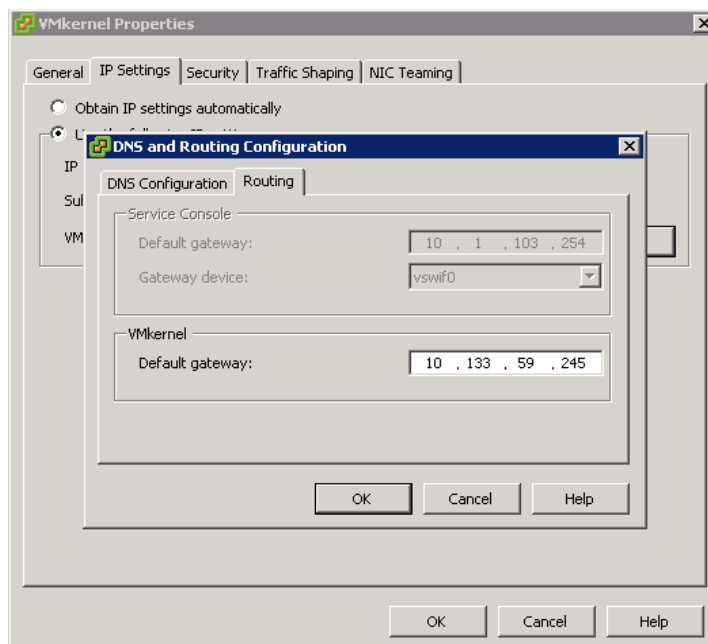 VMkernel Properties
General IP Settings Security Traffic Shaping NIC Teaming
Obtain IP settings automatically
IP
Sul
VM
DNS and Routing Configuration
DNS Configuration Routing
Service Console
Default gateway: 10 . 1 . 103 . 254
Gateway device: vswif0
VMkernel
Default gateway: 10 . 133 . 59 . 245
OK Cancel Help
OK Cancel Help